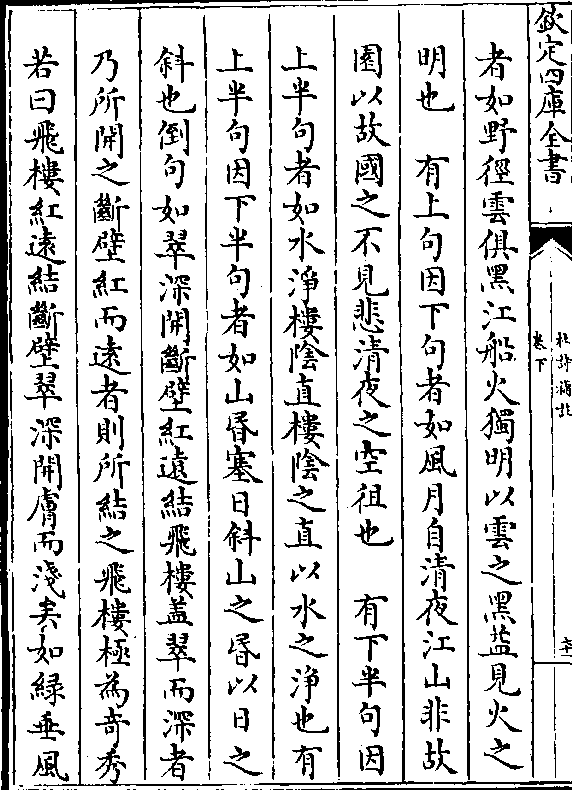 欽定四庫全書
杜詩攟
卷下
者如野徑雲俱黑江船火獨明以雲之黑益見火之
明也　有上句因下句者如風月自清夜江山非故
園以故國之不見悲清夜之空徂也　有下半句因
上半句者如水淨樓陰直樓陰之直以水之淨也有
上半句因下半句者如山昏塞日斜山之昏以日之
斜也倒句如翠深開斷壁紅遠結飛樓蓋翠而深者
乃所開之斷壁紅而遠者則所結之飛樓極為奇秀
若曰飛樓紅遠結斷壁翠深開膚而淺矣如綠垂風